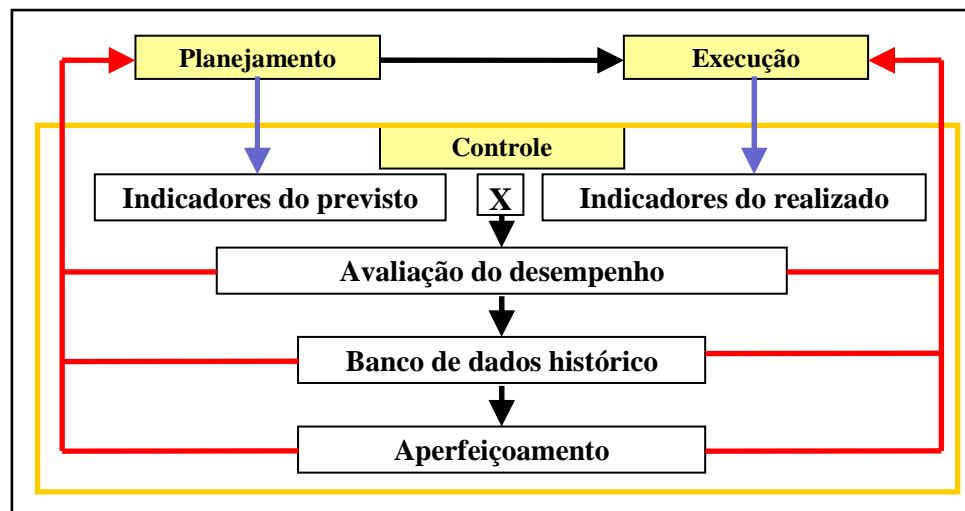 Planejamento
Execução
Controle
Indicadores do previsto
X
Indicadores do realizado
Avaliação do desempenho
Banco de dados histórico
Aperfeiçoamento